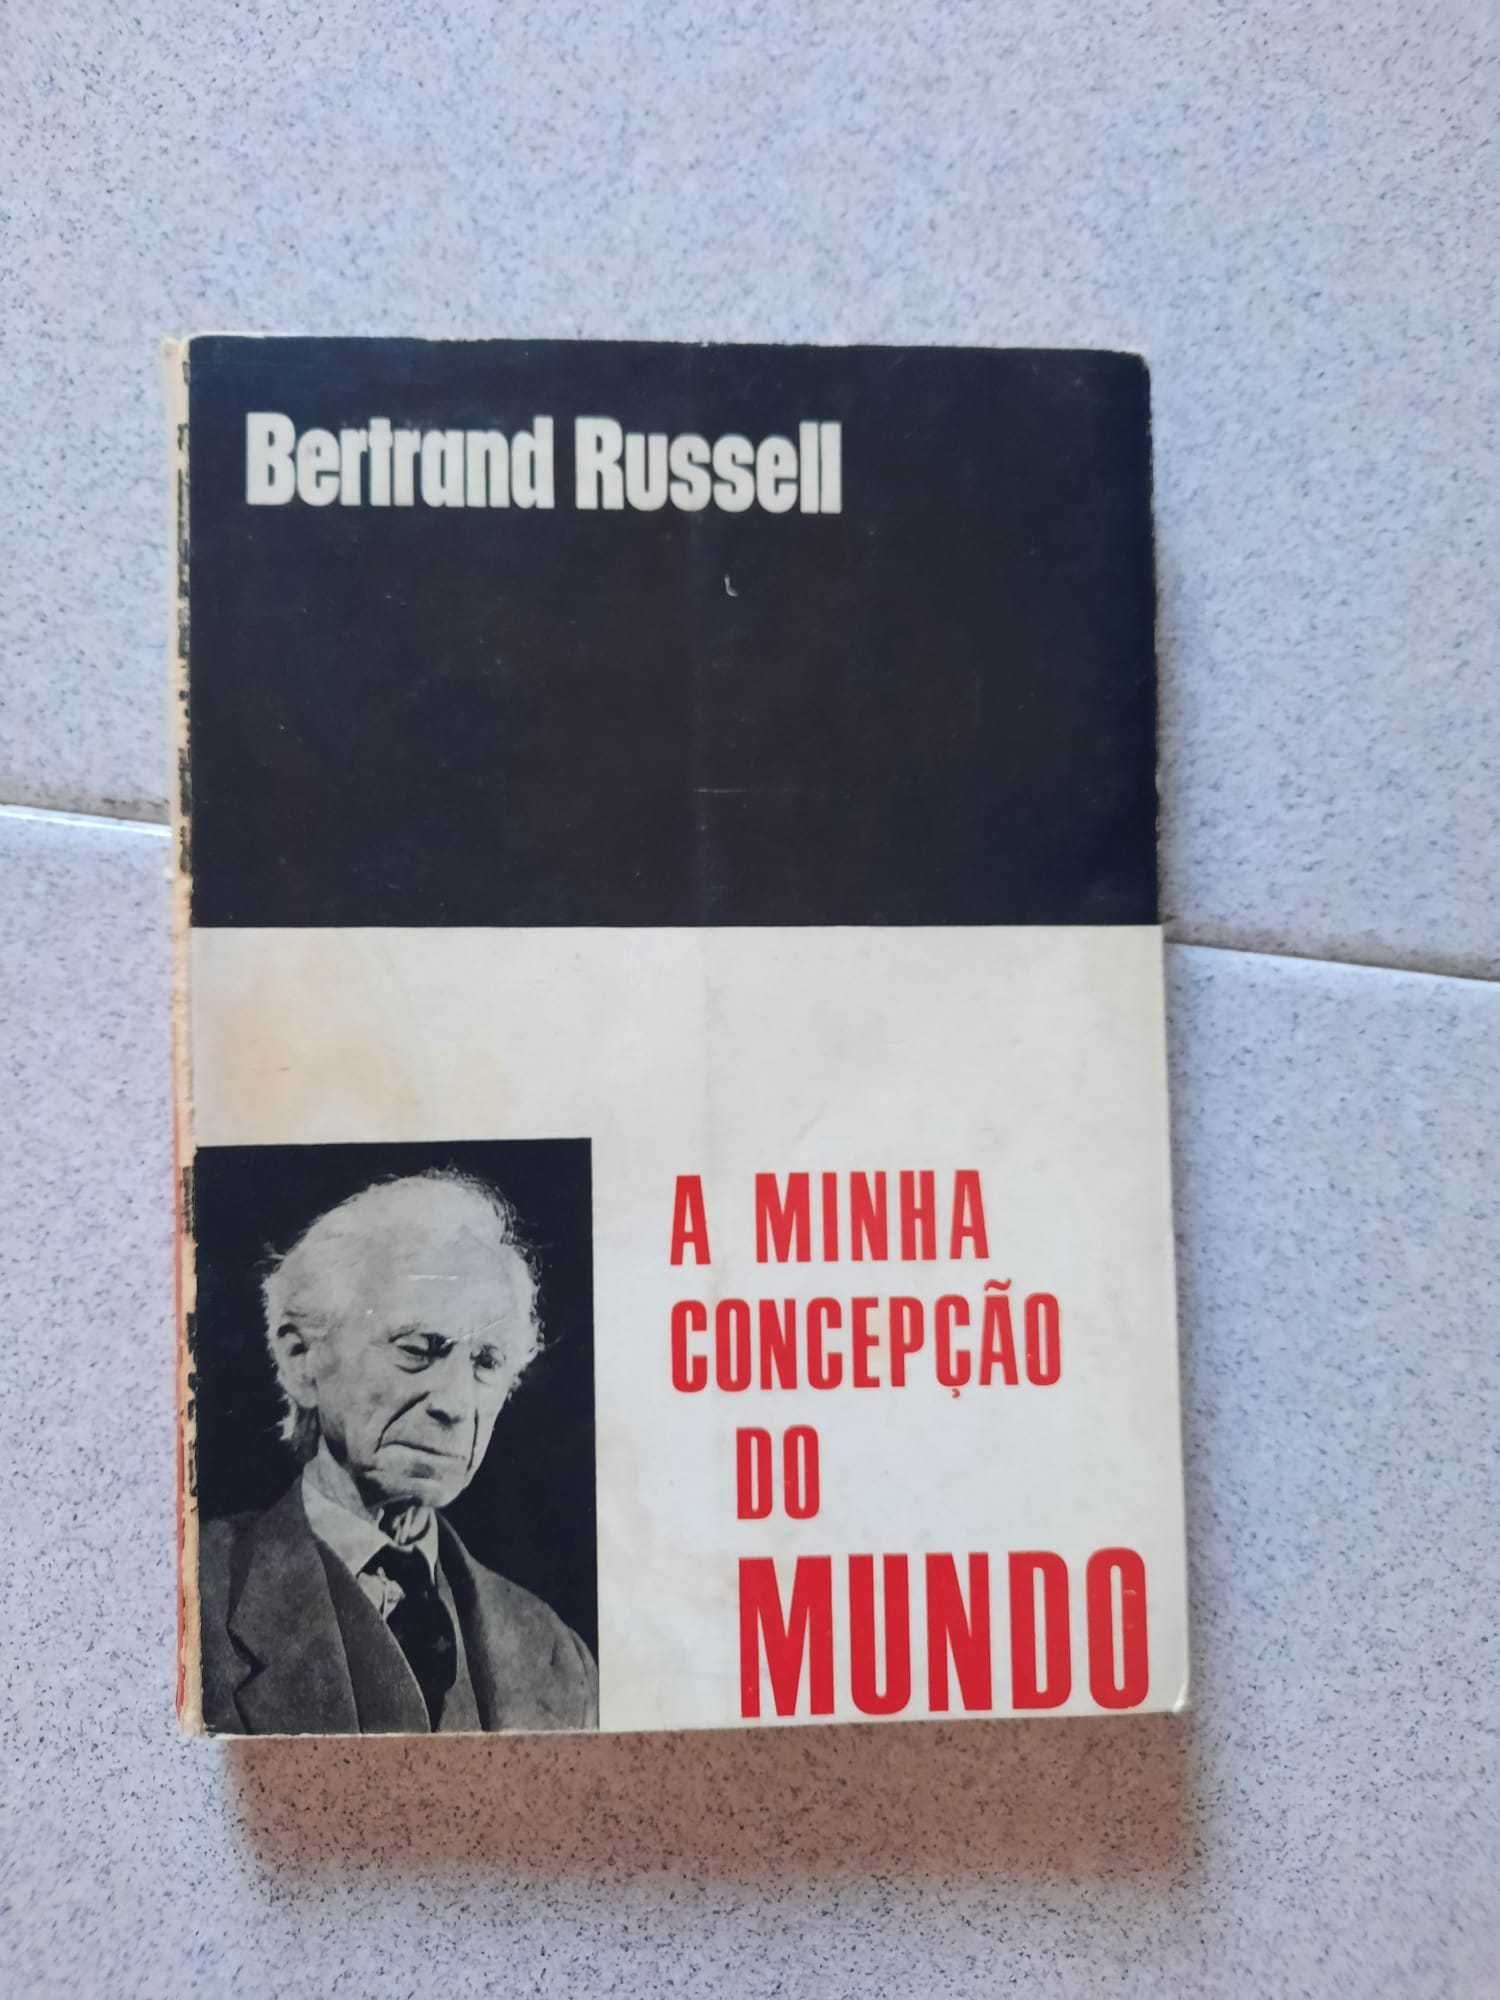 Bertrand Russell
A MINHA
CONCEPÇÃO
DO
MUNDO